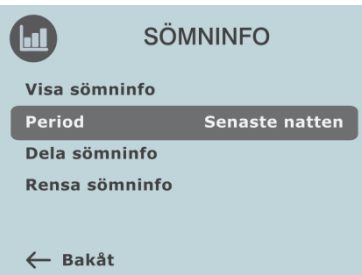 SÖMNINFO
Visa sömninfo
Period Senaste natten
Dela sömninfo
Rensa sömninfo
Bakåt